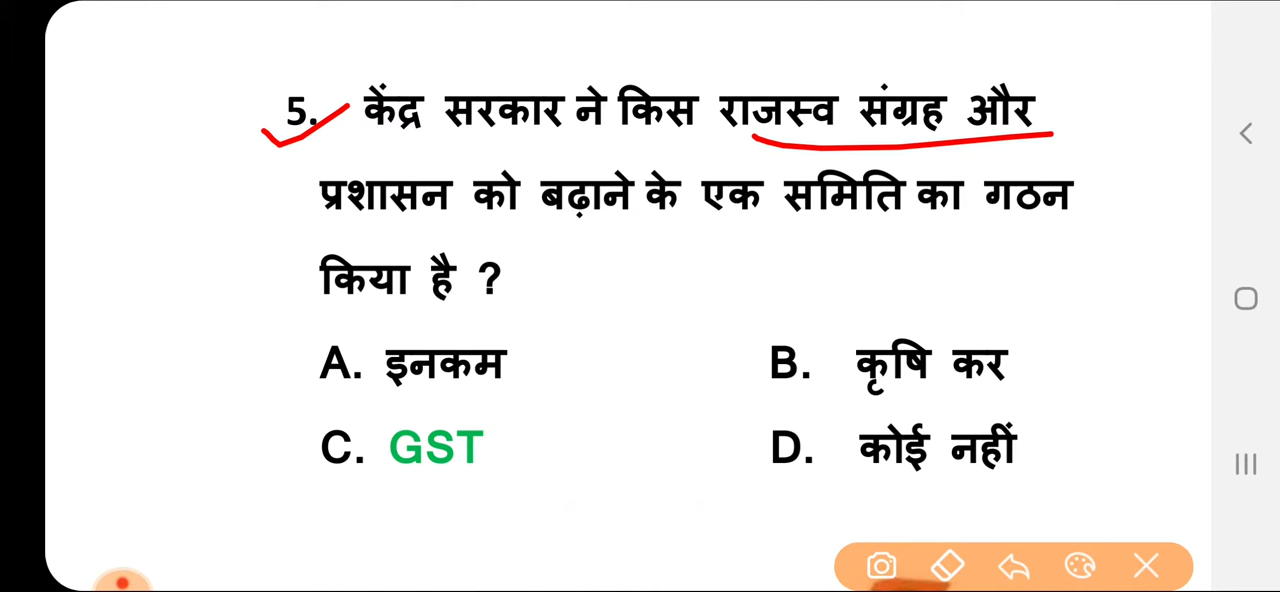 5. केंद्र सरकार ने किस राजस्व संग्रह और
प्रशासन को बढ़ाने के एक समिति का गठन
किया है ?
A. इनकम B. कृषि कर
C. GST D. कोई नहीं